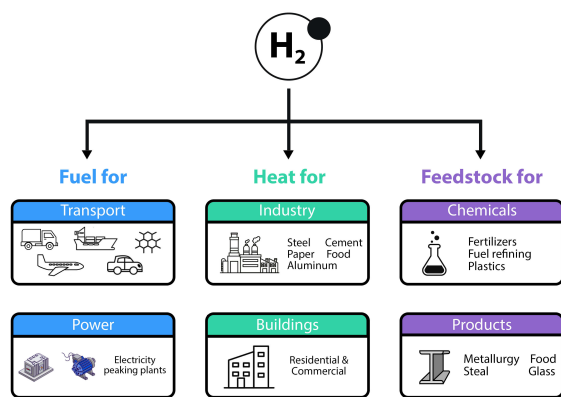 H2
Fuel for
Heat for
Feedstock for
Transport
Industry
Steel Cement
Paper Food
Aluminum
Chemicals
Fertilizers
Fuel refining
Plastics
Power
Electricity
peaking plants
Buildings
Residential &
Commercial
Products
Metallurgy Food
Steal Glass